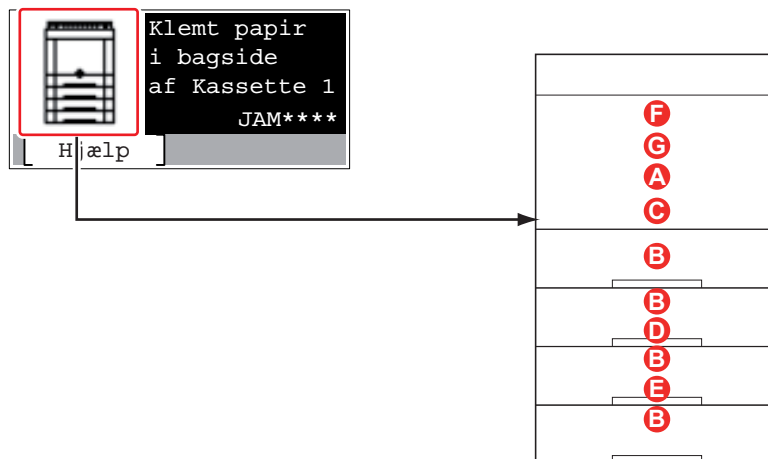 Klemt papir
i bagside
af Kassette 1
JAM****
[ Hjælp ]
F
G
A
C
B
B
D
B
E
B